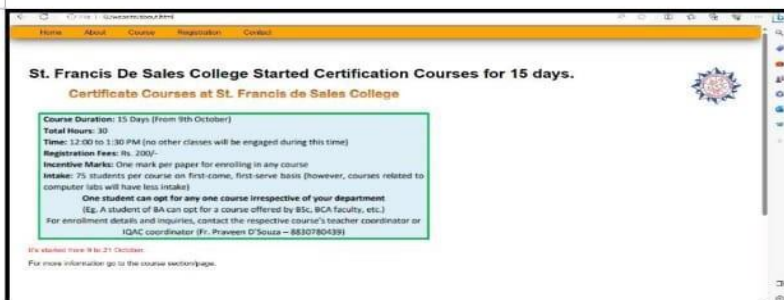 Home About Course Registration Contact
St. Francis De Sales College Started Certification Courses for 15 days.
Certificate Courses at St. Francis de Sales College
Course Duration: 15 Days (From 9th October)
Total Hours: 30
Time: 12:00 to 1:30 PM (no other classes will be engaged during this time)
Registration Fees: Rs. 200/-
Incentive Marks: One mark per paper for enrolling in any course
Intake: 75 students per course on first-come, first-serve basis (however, courses related to
computer labs will have less intake)
One student can opt for any one course irrespective of your department
(Eg. A student of BA can opt for a course offered by BSc, BCA faculty, etc.)
For enrollment details and inquiries, contact the respective course's teacher coordinator or
IQAC coordinator (Fr. Praveen D'Souza – 8830780439)
It's started from 9 to 21 October.
For more information go to the course section/page.